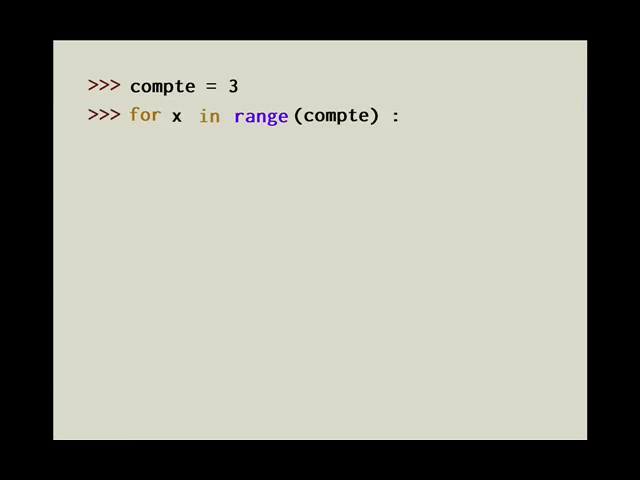 >>> compte = 3
>>> for x in range (compte) :